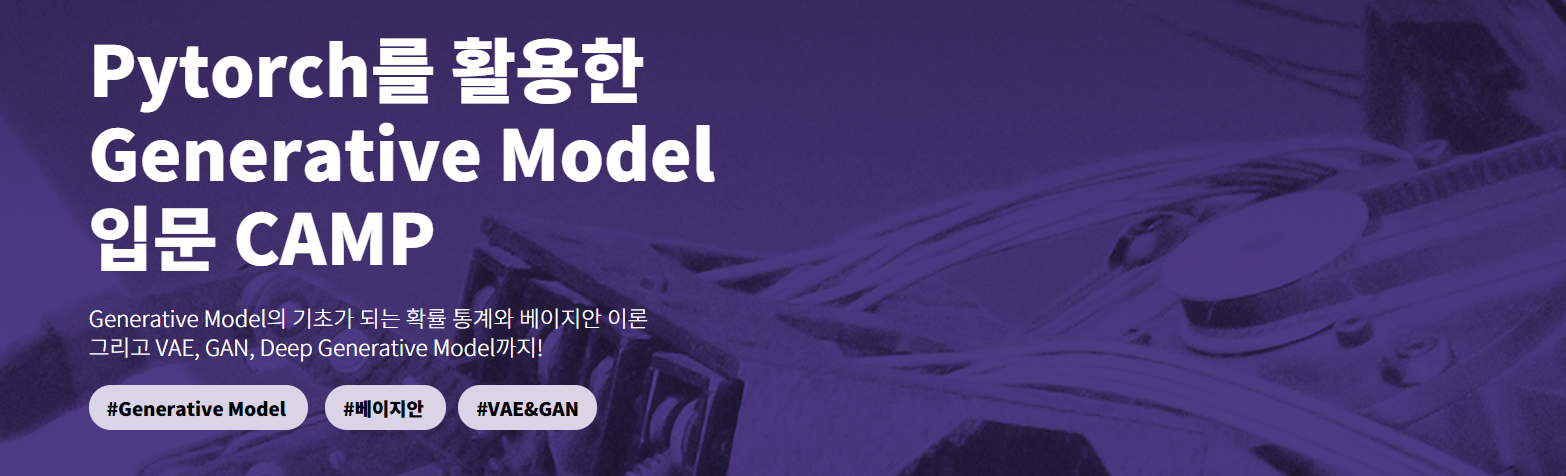 Pytorch를 활용한
Generative Model
입문 CAMP
Generative Model의 기초가 되는 확률 통계와 베이지안 이론
그리고 VAE, GAN, Deep Generative Model까지!
#Generative Model #베이지안 #VAE&GAN